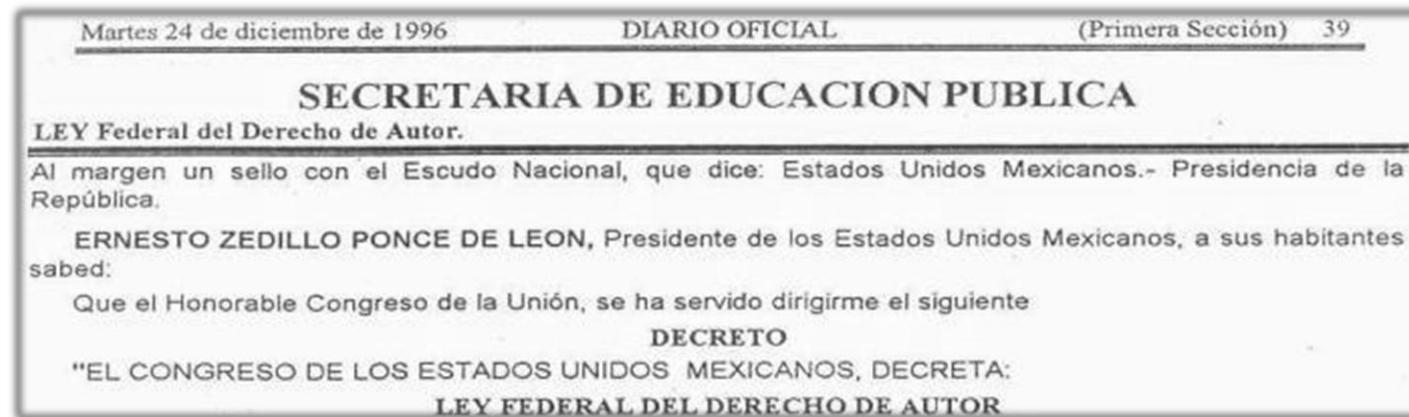 Martes 24 de diciembre de 1996 DIARIO OFICIAL (Primera Sección) 39
SECRETARIA DE EDUCACION PUBLICA
LEY Federal del Derecho de Autor.
Al margen un sello con el Escudo Nacional, que dice: Estados Unidos Mexicanos.- Presidencia de la
República.
ERNESTO ZEDILLO PONCE DE LEON, Presidente de los Estados Unidos Mexicanos, a sus habitantes
sabed:
Que el Honorable Congreso de la Unión, se ha servido dirigirme el siguiente
DECRETO
"EL CONGRESO DE LOS ESTADOS UNIDOS MEXICANOS, DECRETA:
LEY FEDERAL DEL DERECHO DE AUTOR